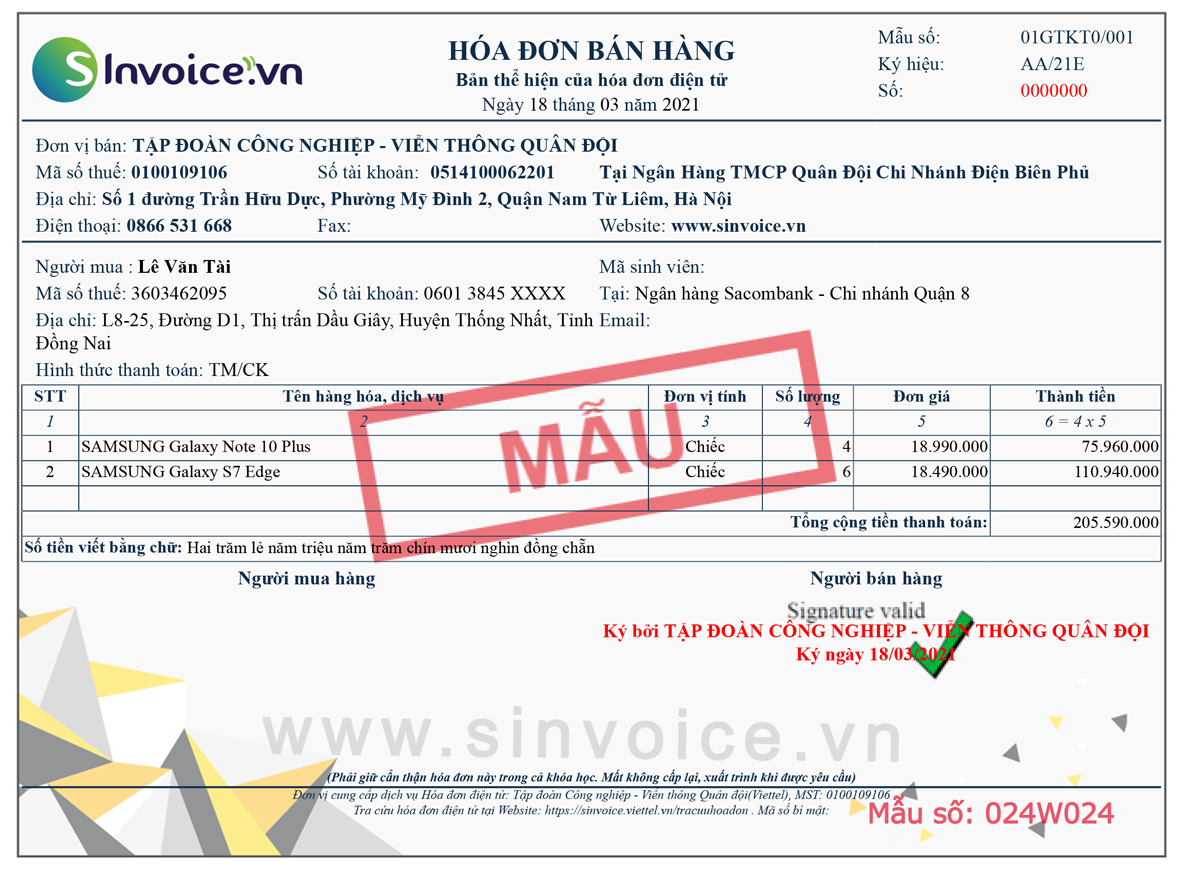 SInvoice.vn
HÓA ĐƠN BÁN HÀNG
Bản thể hiện của hóa đơn điện tử
Ngày 18 tháng 03 năm 2021
Mẫu số: 01GTKT0/001
Ký hiệu: AA/21E
Số: 0000000
Đơn vị bán: TẬP ĐOÀN CÔNG NGHIỆP - VIỄN THÔNG QUÂN ĐỘI
Mã số thuế: 0100109106 Số tài khoản: 0514100062201 Tại Ngân Hàng TMCP Quân Đội Chi Nhánh Điện Biên Phủ
Địa chỉ: Số 1 đường Trần Hữu Dực, Phường Mỹ Đình 2, Quận Nam Từ Liêm, Hà Nội
Điện thoại: 0866 531 668 Fax: Website: www.sinvoice.vn
Người mua : Lê Văn Tài Mã sinh viên:
Mã số thuế: 3603462095 Số tài khoản: 0601 3845 XXXX Tại: Ngân hàng Sacombank - Chi nhánh Quận 8
Địa chỉ: L8-25, Đường D1, Thị trấn Dầu Giây, Huyện Thống Nhất, Tỉnh Email:
Đồng Nai
Hình thức thanh toán: TM/CK
STT Tên hàng hóa, dịch vụ Đơn vị tính Số lượng Đơn giá Thành tiền
1 2 3 4 5 6 = 4 x 5
1 SAMSUNG Galaxy Note 10 Plus Chiếc 4 18.990.000 75.960.000
2 SAMSUNG Galaxy S7 Edge Chiếc 6 18.490.000 110.940.000
MẪU
Tổng cộng tiền thanh toán: 205.590.000
Số tiền viết bằng chữ: Hai trăm lẻ năm triệu năm trăm chín mươi nghìn đồng chẵn
Người mua hàng Người bán hàng
Signature valid
Ký bởi TẬP ĐOÀN CÔNG NGHIỆP - VIỄN THÔNG QUÂN ĐỘI
Ký ngày 18/03/2021
www.sinvoice.vn
(Phải giữ cẩn thận hóa đơn này trong cả khóa học. Mất không cấp lại, xuất trình khi được yêu cầu)
Đơn vị cung cấp dịch vụ Hóa đơn điện tử: Tập đoàn Công nghiệp - Viễn thông Quân đội(Viettel), MST: 0100109106
Tra cứu hóa đơn điện tử tại Website: https://sinvoice.viettel.vn/tracuuhoadon . Mã số bí mật:
Mẫu số: 024W024